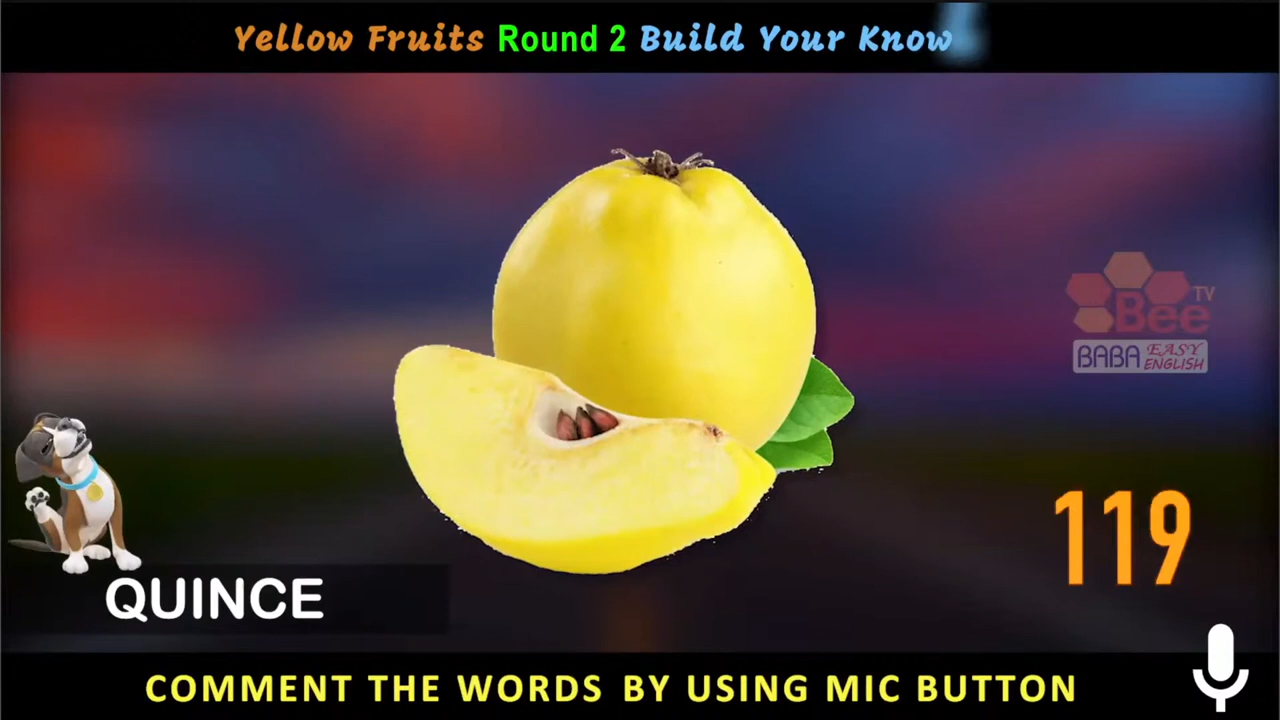 Yellow Fruits Round 2 Build Your Know
TV
Bee
BABA EASY ENGLISH
119
QUINCE
COMMENT THE WORDS BY USING MIC BUTTON